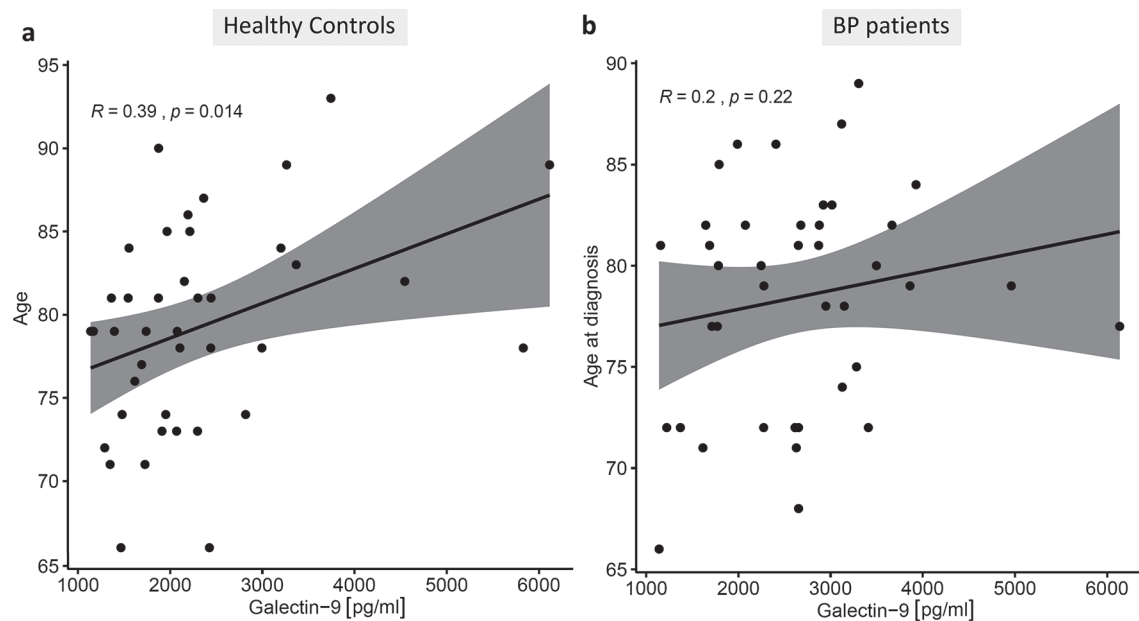 a
Healthy Controls
b
BP patients
R = 0.39 , p = 0.014
R = 0.2 , p = 0.22
Age
95
90
85
80
75
70
65
1000 2000 3000 4000 5000 6000
Galectin−9 [pg/ml]
Age at diagnosis
90
85
80
75
70
65
1000 2000 3000 4000 5000 6000
Galectin−9 [pg/ml]